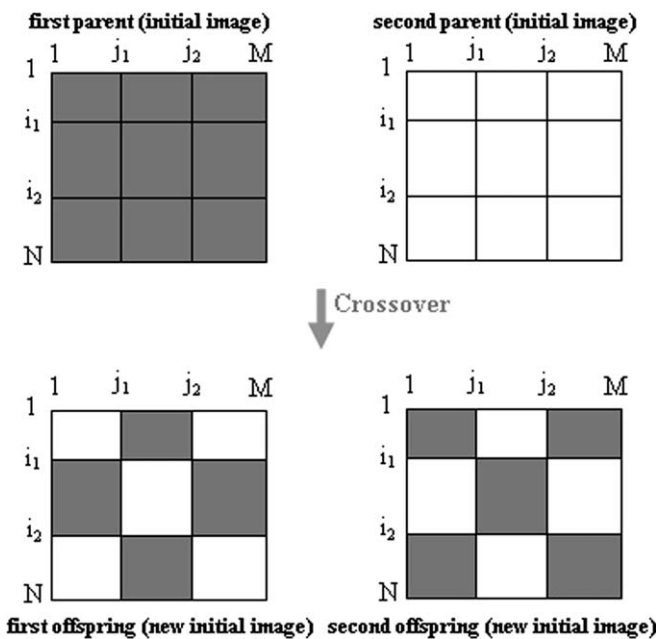 first parent (initial image)
second parent (initial image)
1 j₁ j₂ M
1 j₁ j₂ M
1
i₁
i₂
N
1
i₁
i₂
N
Crossover
1 j₁ j₂ M
1 j₁ j₂ M
1
i₁
i₂
N
1
i₁
i₂
N
first offspring (new initial image)
second offspring (new initial image)